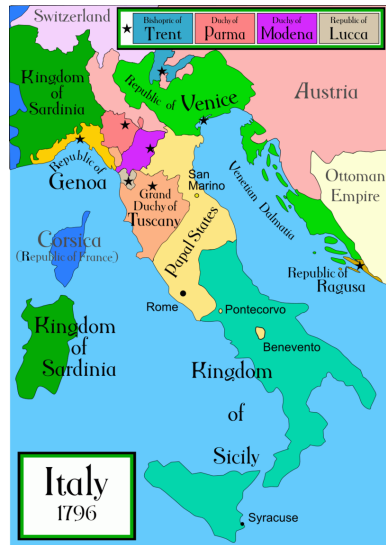 Switzerland
Bishopric of
Trent
Duchy of
Parma
Duchy of
Modena
Republic of
Lucca
Kingdom
of
Sardinia
Republic of Venice
Austria
Republic of
Genoa
San
Marino
Venetian Dalmatia
Ottoman
Empire
Grand
Duchy of
Tuscany
Papal States
Corsica
(Republic of France)
Republic of
Ragusa
Rome
Pontecorvo
Kingdom
of
Sardinia
Benevento
Kingdom
of
Sicily
Italy
1796
Syracuse